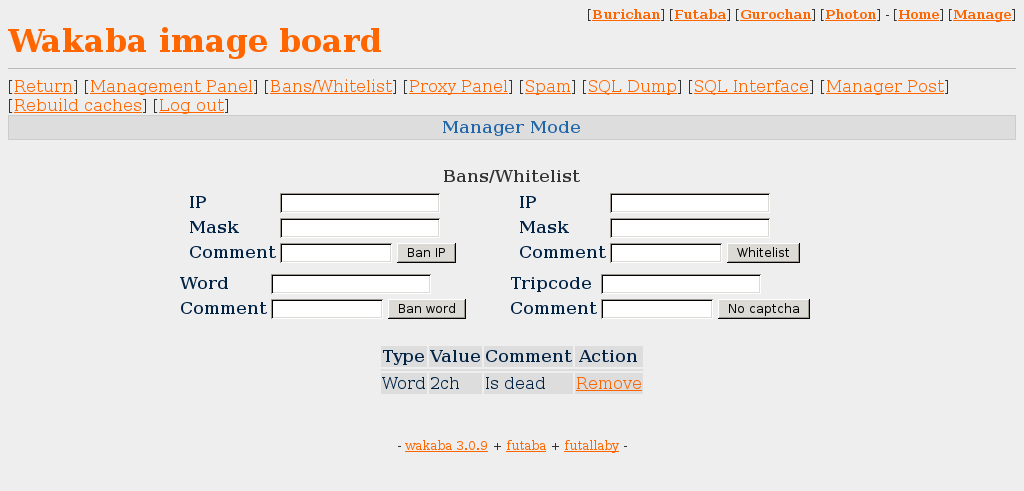 [Burichan] [Futaba] [Gurochan] [Photon] - [Home] [Manage]
Wakaba image board
[Return] [Management Panel] [Bans/Whitelist] [Proxy Panel] [Spam] [SQL Dump] [SQL Interface] [Manager Post]
[Rebuild caches] [Log out]
Manager Mode
Bans/Whitelist
IP IP
Mask Mask
Comment Ban IP Comment Whitelist
Word Tripcode
Comment Ban word Comment No captcha
Type Value Comment Action
Word 2ch Is dead Remove
- wakaba 3.0.9 + futaba + futallaby -